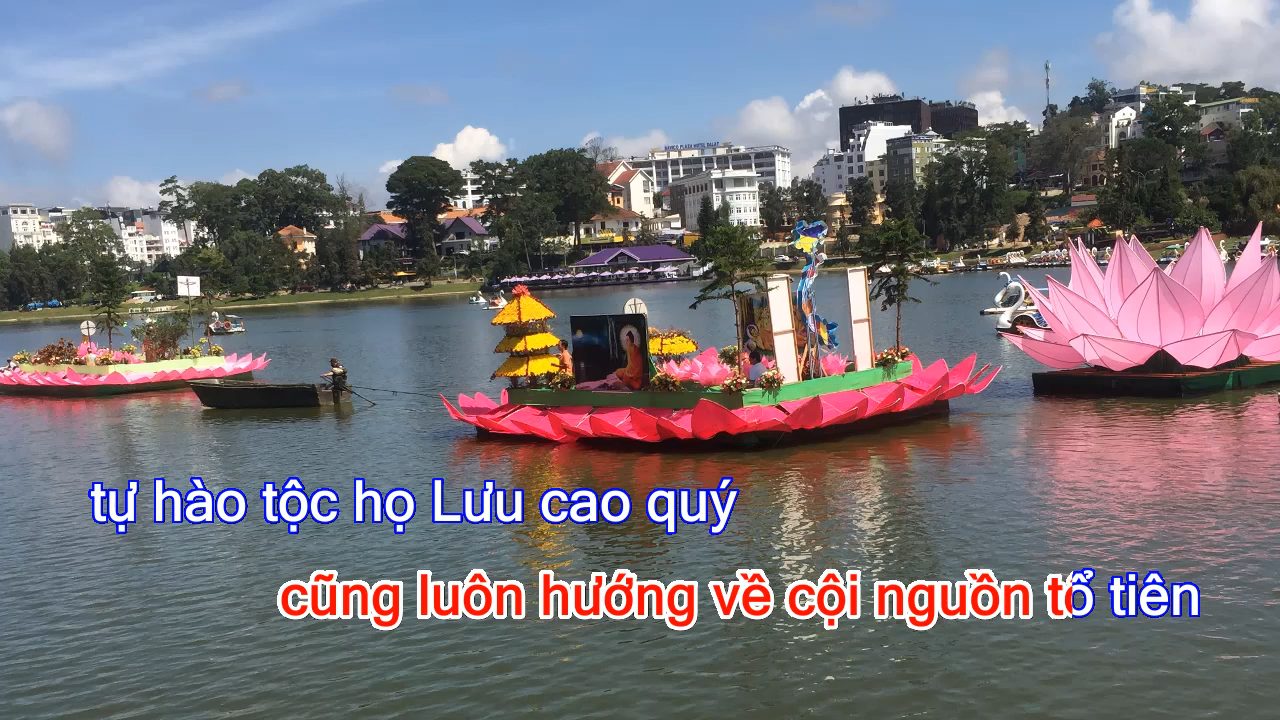 tự hào tộc họ Lưu cao quý
cũng luôn hướng về cội nguồn tổ tiên